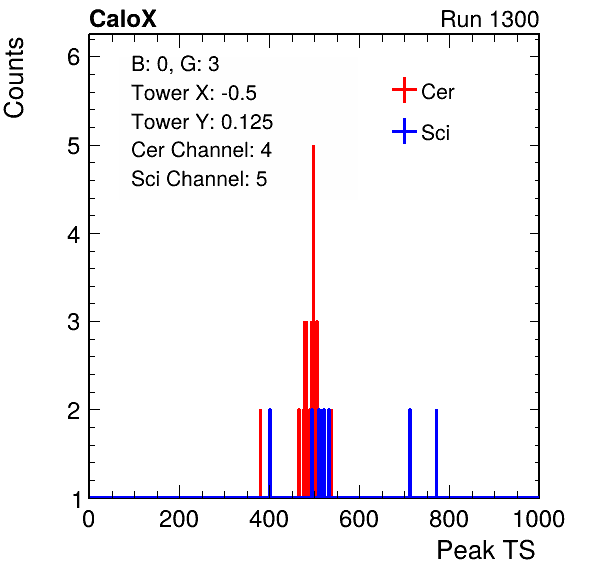 CaloX Run 1300
Counts
B: 0, G: 3
Tower X: -0.5
Tower Y: 0.125
Cer Channel: 4
Sci Channel: 5
Cer
Sci
6
5
4
3
2
1
0 200 400 600 800 1000
Peak TS